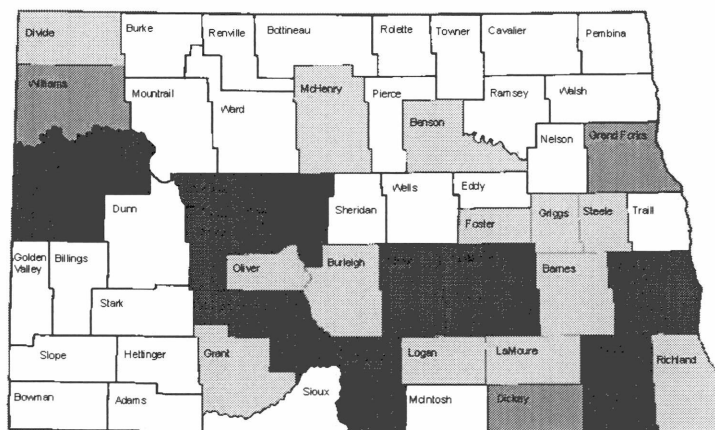 Divide
Burke
Renville
Bottineau
Rolette
Towner
Cavalier
Pembina
Williams
Mountrail
Ward
McHenry
Pierce
Benson
Ramsey
Walsh
Nelson
Grand Forks
Dunn
Sheridan
Wells
Eddy
Foster
Griggs
Steele
Traill
Golden
Valley
Billings
Oliver
Burleigh
Barnes
Stark
Slope
Hettinger
Grant
Logan
LaMoure
Richland
Bowman
Adams
Sioux
McIntosh
Dickey